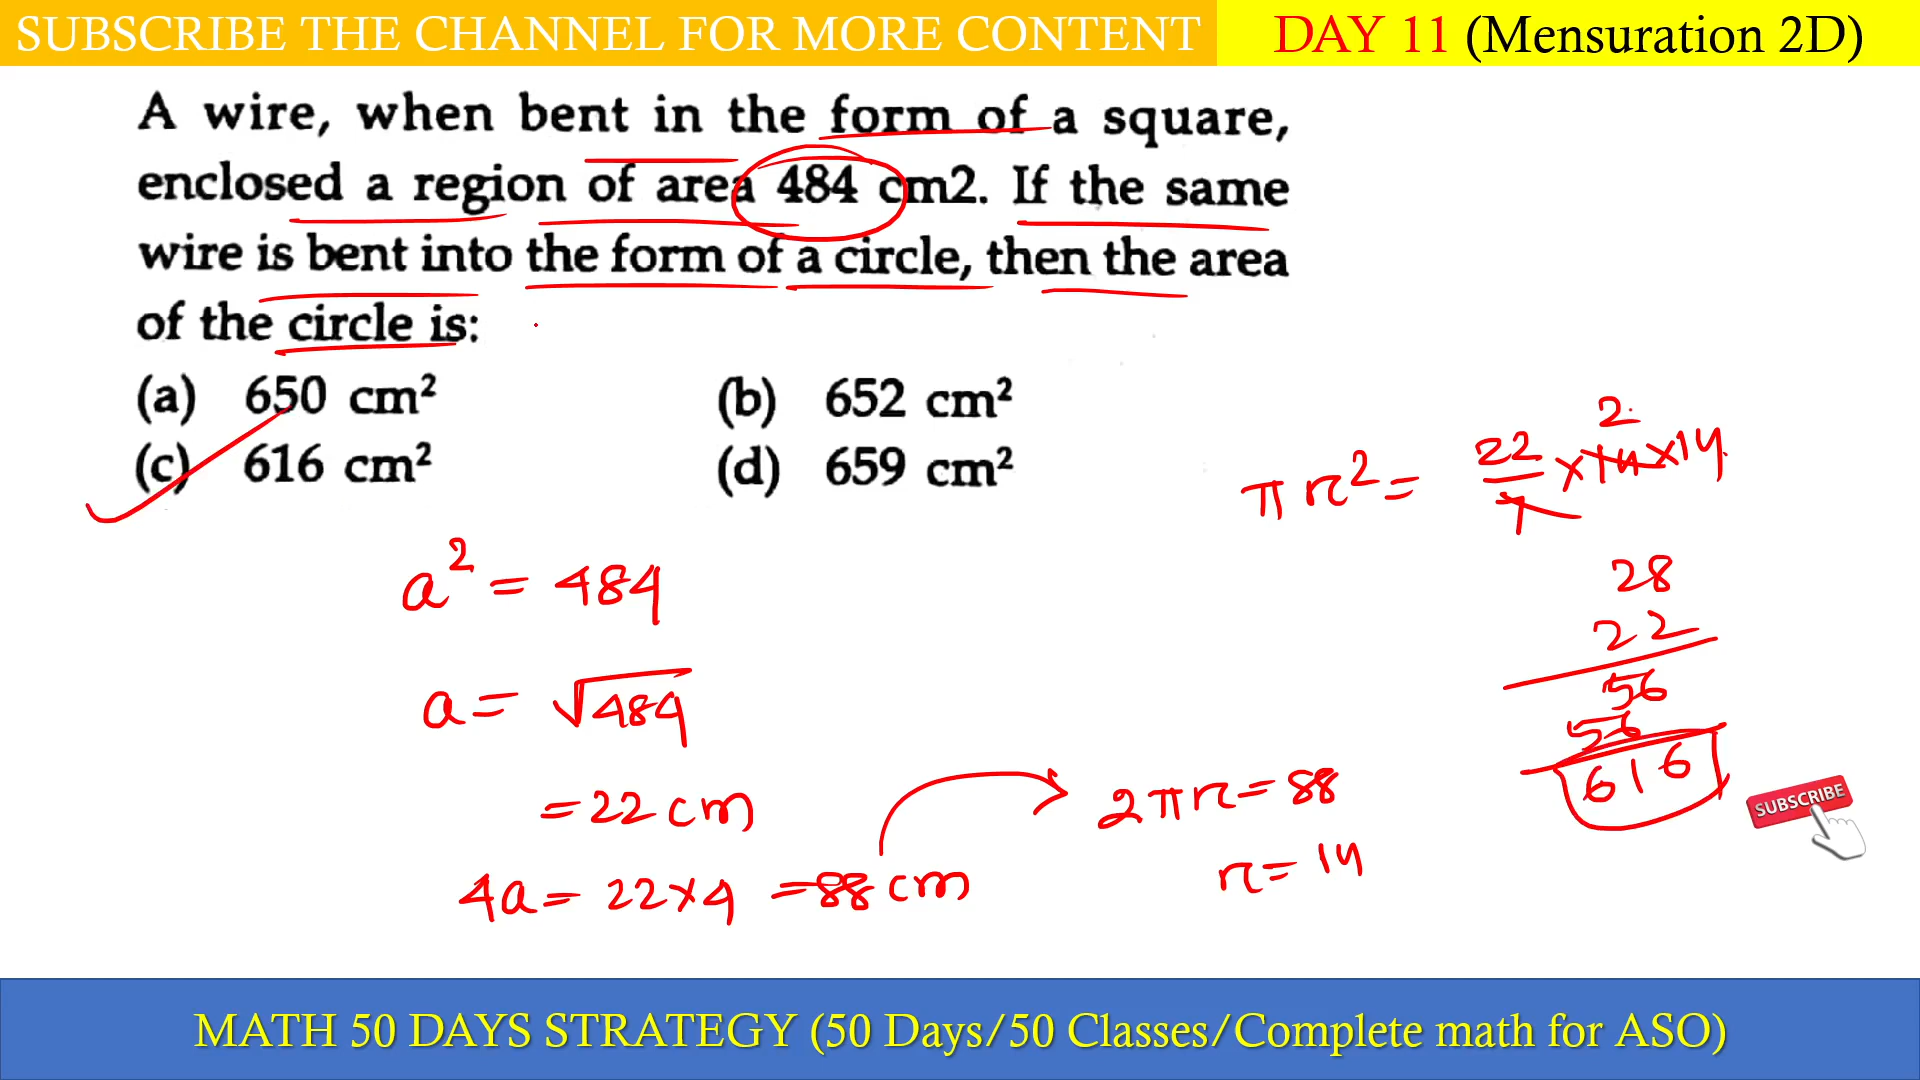 SUBSCRIBE THE CHANNEL FOR MORE CONTENT
DAY 11 (Mensuration 2D)
A wire, when bent in the form of a square,
enclosed a region of area 484 cm2. If the same
wire is bent into the form of a circle, then the area
of the circle is:
(a) 650 cm²
(b) 652 cm²
(c) 616 cm²
(d) 659 cm²
a² = 484
a = √484
= 22 cm
4a = 22×4 = 88 cm
2πr = 88
r = 14
2
πr² = 22/7 × 14 × 14
28
22
56
56
616
SUBSCRIBE
MATH 50 DAYS STRATEGY (50 Days/50 Classes/Complete math for ASO)